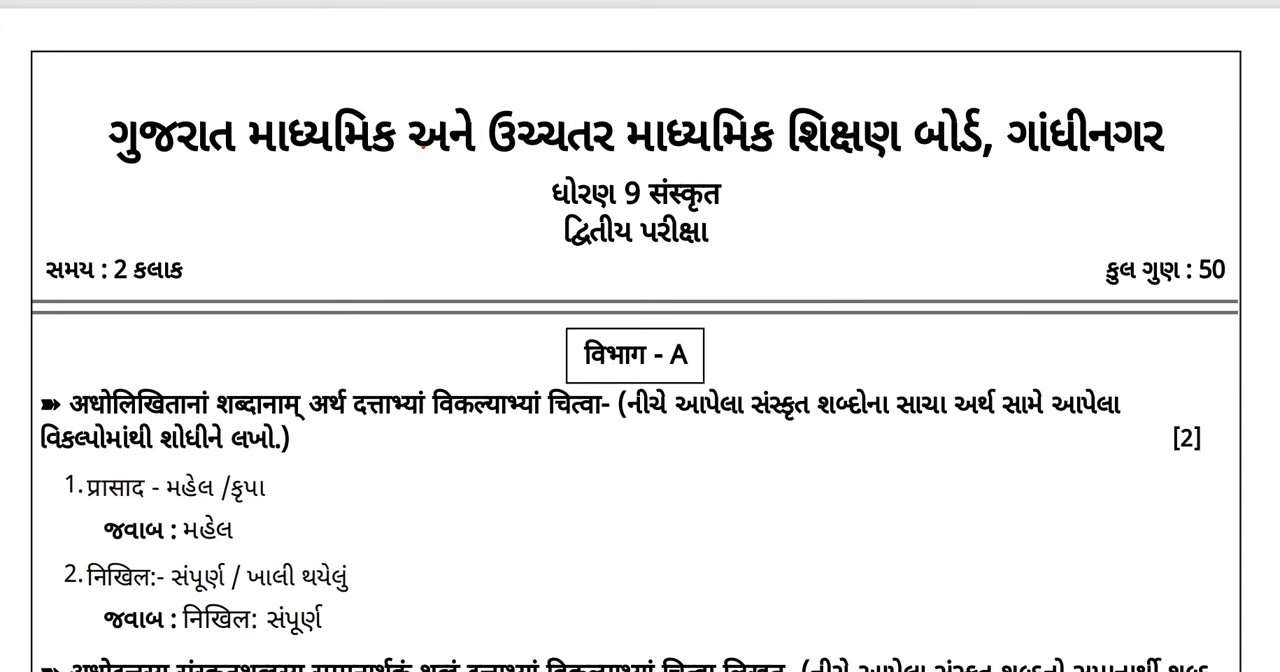 ગુજરાત માધ્યમિક અને ઉચ્ચતર માધ્યમિક શિક્ષણ બોર્ડ, ગાંધીનગર
ધોરણ 9 સંસ્કૃત
દ્વિતીય પરીક્ષા
સમય : 2 કલાક કુલ ગુણ : 50
विभाग - A
➽ अधोलिखितानां शब्दानाम् अर्थ दत्ताभ्यां विकल्याभ्यां चित्वा- (નીચે આપેલા સંસ્કૃત શબ્દોના સાચા અર્થ સામે આપેલા
વિકલ્પોમાંથી શોધીને લખો.) [2]
1. प्रासाद - મહેલ /કૃપા
જવાબ : મહેલ
2. निखिल:- સંપૂર્ણ / ખાલી થયેલું
જવાબ : निखिल: સંપૂર્ણ